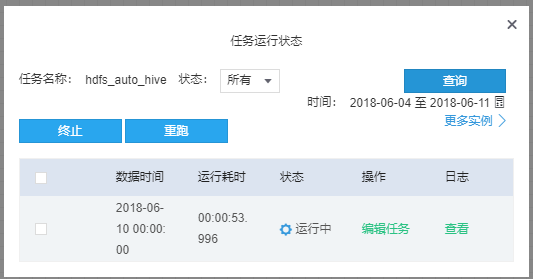 任务运行状态
任务名称： hdfs_auto_hive 状态： 所有 查询
时间： 2018-06-04 至 2018-06-11
更多实例
终止 重跑
数据时间 运行耗时 状态 操作 日志
2018-06-
10 00:00:
00
00:00:53.
996
运行中 编辑任务 查看